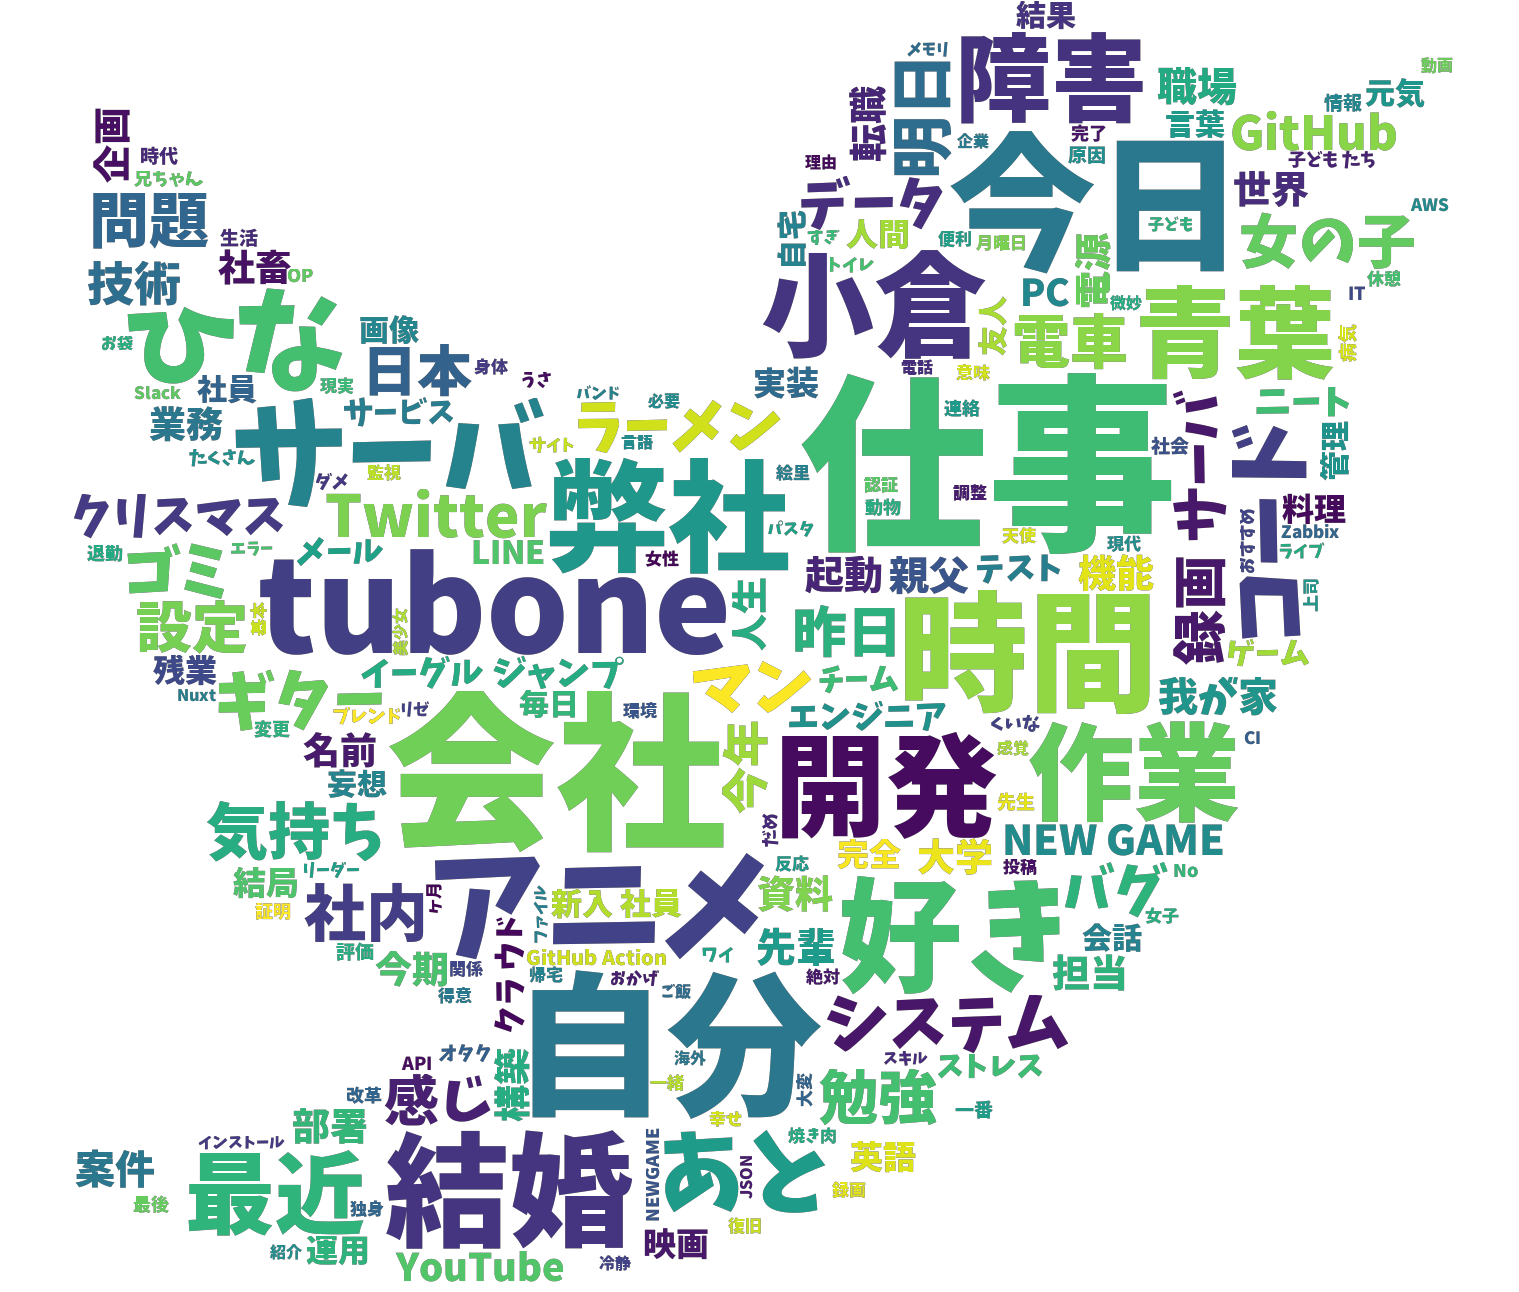 結果
メモリ
障害
動画
明日
職場
情報
元気
転職
企画
言葉
GitHub
完了
企業
原因
今日
子ども たち
時代
理由
兄ちゃん
データ
世界
問題
AWS
自宅
子ども
女の子
すぎ
人間
便利
月曜日
生活
社畜
電源
技術
OP
トイレ
小倉
PC
微妙
IT
休憩
ひな
青葉
友人
電車
病気
画像
お袋
日本
身体
電話
意味
うさ
実装
現実
Slack
社員
バンド
必要
仕事
連絡
サーバ
ニート
業務
サービス
サーバ
ラーメン
サイト
言語
コード
管理
社会
たくさん
監視
ダメ
弊社
絵里
認証
動物
調整
クリスマス
Twitter
パスタ
料理
おすすめ
Zabbix
退勤
エラー
メール
LINE
女性
天使
現代
ライブ
ゴミ
tubone
起動
親父
テスト
機能
録画
上司
設定
基本
美少女
人生
昨日
時間
ゲーム
残業
イーグル ジャンプ
マン
チーム
我が家
Nuxt
ギター
ブレンド
リゼ
毎日
環境
エンジニア
くいな
変更
名前
会社
今年
開発
感覚
作業
CI
妄想
先生
気持ち
だめ
NEW GAME
完全
大学
結局
リーダー
アニメ
反応
投稿
バグ
No
証明
社内
ヶ月
ファイル
新入 社員
資料
好き
女子
評価
今期
関係
クラウド
GitHub Action
ワイ
先輩
会話
得意
帰宅
おかげ
ご飯
絶対
担当
自分
システム
API
オタク
構築
海外
スキル
ストレス
改革
感じ
一緒
大変
勉強
一番
部署
幸せ
インストール
結婚
NEWGAME
あと
焼き肉
案件
最近
英語
JSON
最後
独身
録画
復旧
紹介
運用
映画
YouTube
冷静